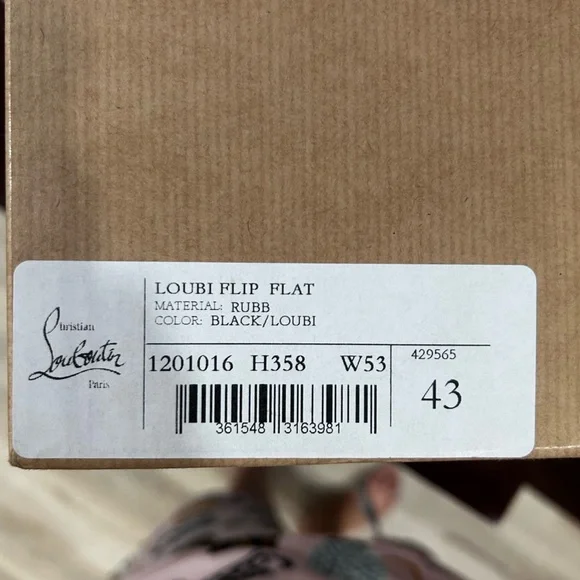 Christian
Louboutin
Paris
LOUBI FLIP FLAT
MATERIAL: RUBB
COLOR: BLACK/LOUBI
1201016 H358 W53
429565
43
361548 3163981